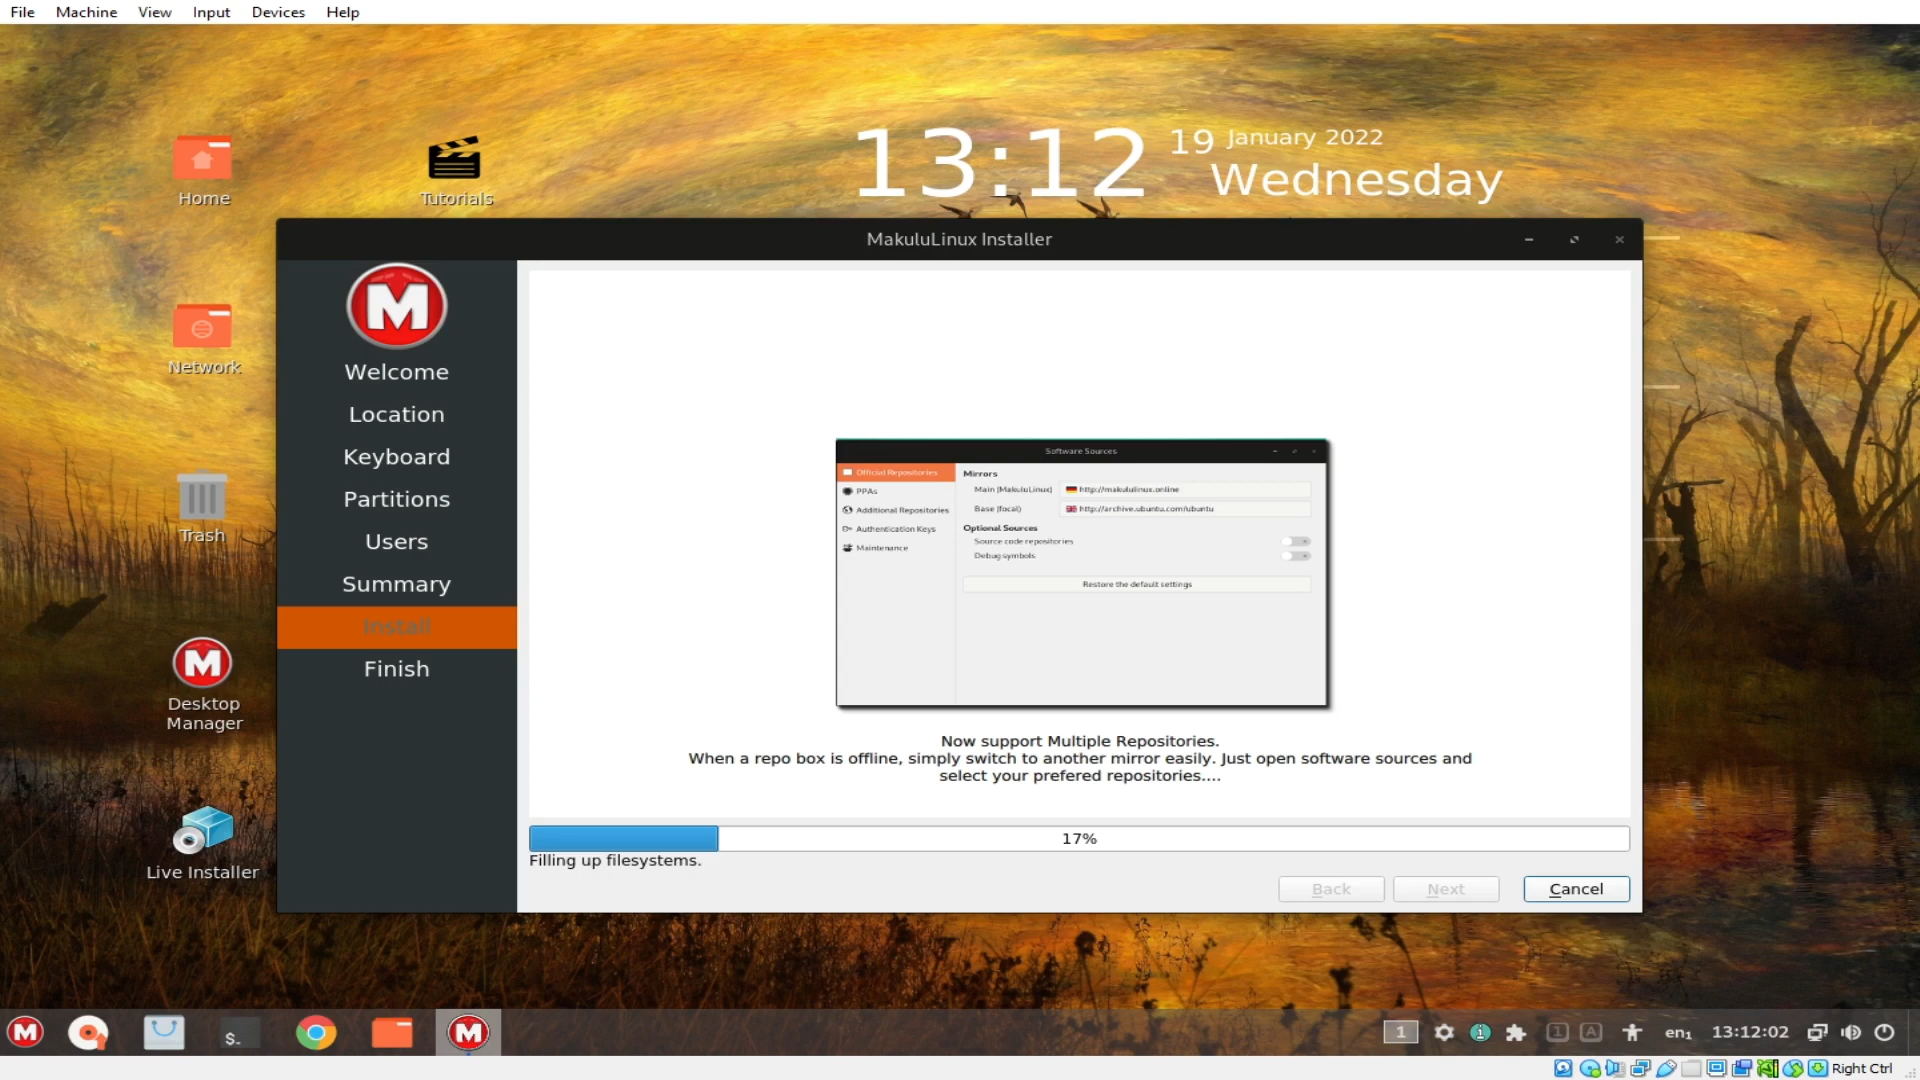 File Machine View Input Devices Help
13:12 19 January 2022
Wednesday
Home
Tutorials
Network
Trash
Desktop
Manager
Live Installer
MakuluLinux Installer
M
Welcome
Location
Keyboard
Partitions
Users
Summary
Install
Finish
Software Sources
Official Repositories
PPAs
Additional Repositories
Authentication Keys
Maintenance
Mirrors
Main (MakuluLinux) http://makululinux.online
Base (focal) http://archive.ubuntu.com/ubuntu
Optional Sources
Source code repositories
Debug symbols
Restore the default settings
Now support Multiple Repositories.
When a repo box is offline, simply switch to another mirror easily. Just open software sources and
select your prefered repositories....
17%
Filling up filesystems.
Back Next Cancel
M
M $_ M 1 1 A en1 13:12:02
Right Ctrl